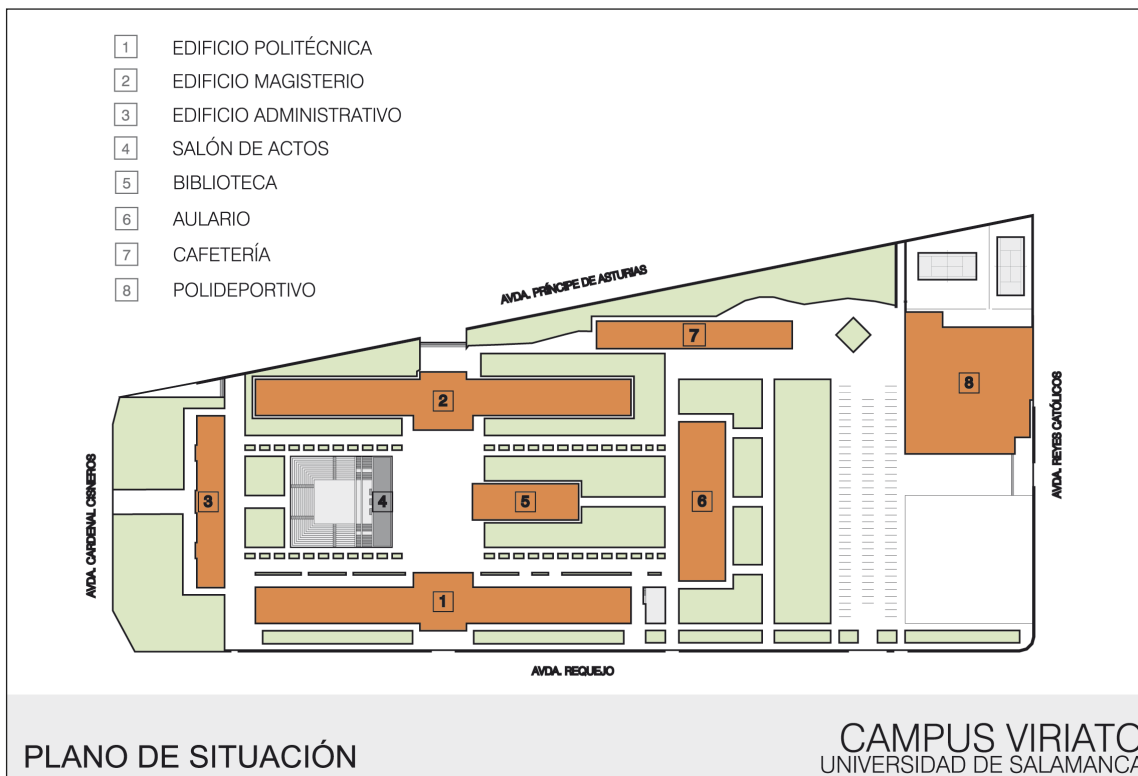 1 EDIFICIO POLITÉCNICA
2 EDIFICIO MAGISTERIO
3 EDIFICIO ADMINISTRATIVO
4 SALÓN DE ACTOS
5 BIBLIOTECA
6 AULARIO
7 CAFETERÍA
8 POLIDEPORTIVO
AVDA. PRÍNCIPE DE ASTURIAS
7
8
2
AVDA. REYES CATÓLICOS
AVDA. CARDENAL CISNEROS
3
4
5
6
1
AVDA. REQUEJO
PLANO DE SITUACIÓN
CAMPUS VIRIATO
UNIVERSIDAD DE SALAMANCA